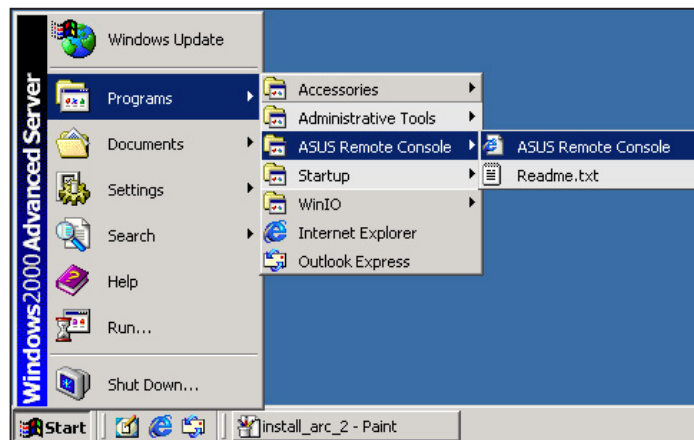 Windows2000 Advanced Server
Windows Update
Programs
Documents
Settings
Search
Help
Run...
Shut Down...
Accessories
Administrative Tools
ASUS Remote Console
Startup
WinIO
Internet Explorer
Outlook Express
ASUS Remote Console
Readme.txt
Start
install_arc_2 - Paint